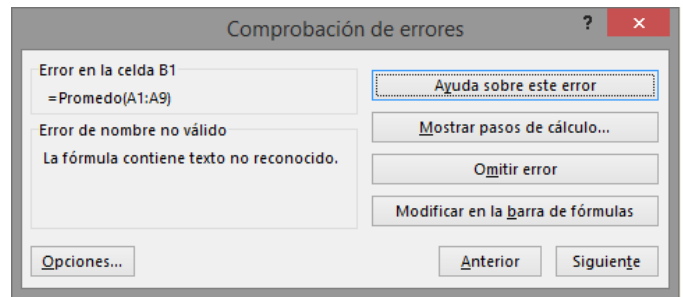 Comprobación de errores
?
×
Error en la celda B1
=Promedo(A1:A9)
Error de nombre no válido
La fórmula contiene texto no reconocido.
Ayuda sobre este error
Mostrar pasos de cálculo...
Omitir error
Modificar en la barra de fórmulas
Opciones...
Anterior
Siguiente